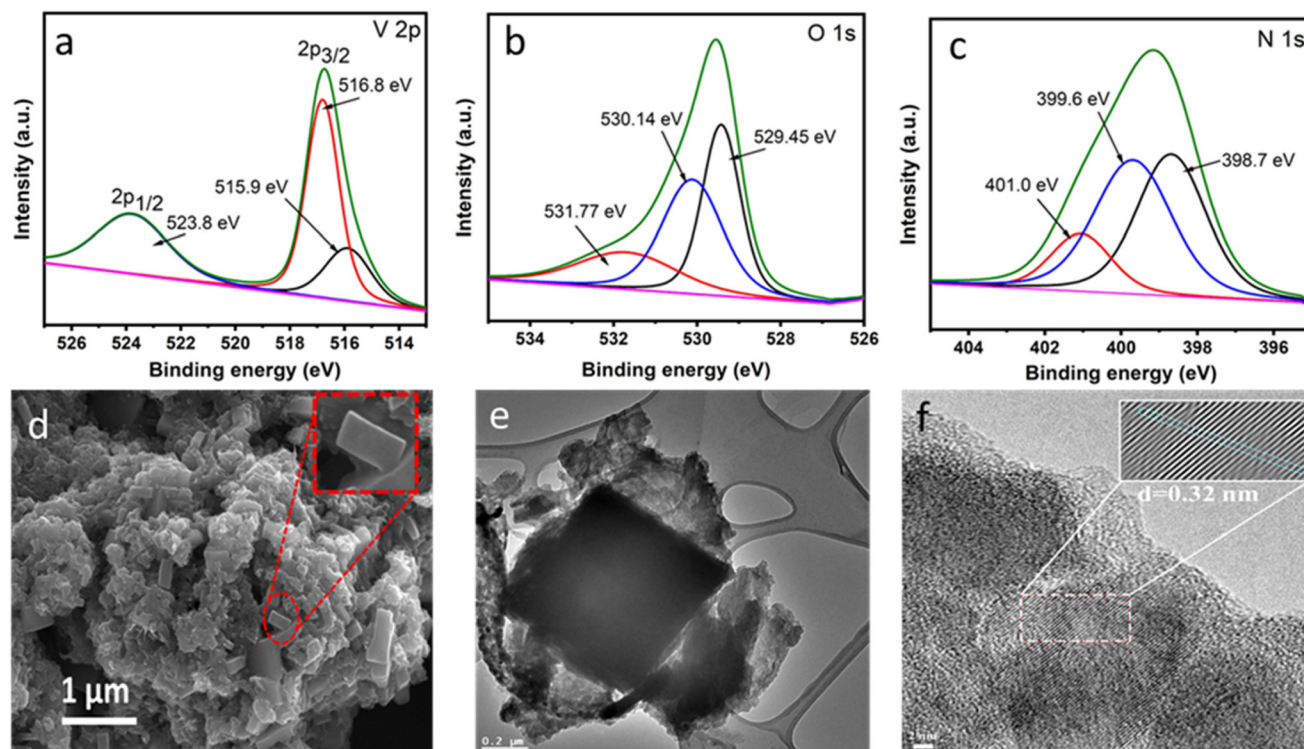 a
V 2p
2p3/2
516.8 eV
515.9 eV
2p1/2
523.8 eV
Intensity (a.u.)
526 524 522 520 518 516 514
Binding energy (eV)
b
O 1s
530.14 eV
529.45 eV
531.77 eV
Intensity (a.u.)
534 532 530 528 526
Binding energy (eV)
c
N 1s
399.6 eV
398.7 eV
401.0 eV
Intensity (a.u.)
404 402 400 398 396
Binding energy (eV)
d
1 µm
e
0.2 µm
f
d=0.32 nm
2 nm